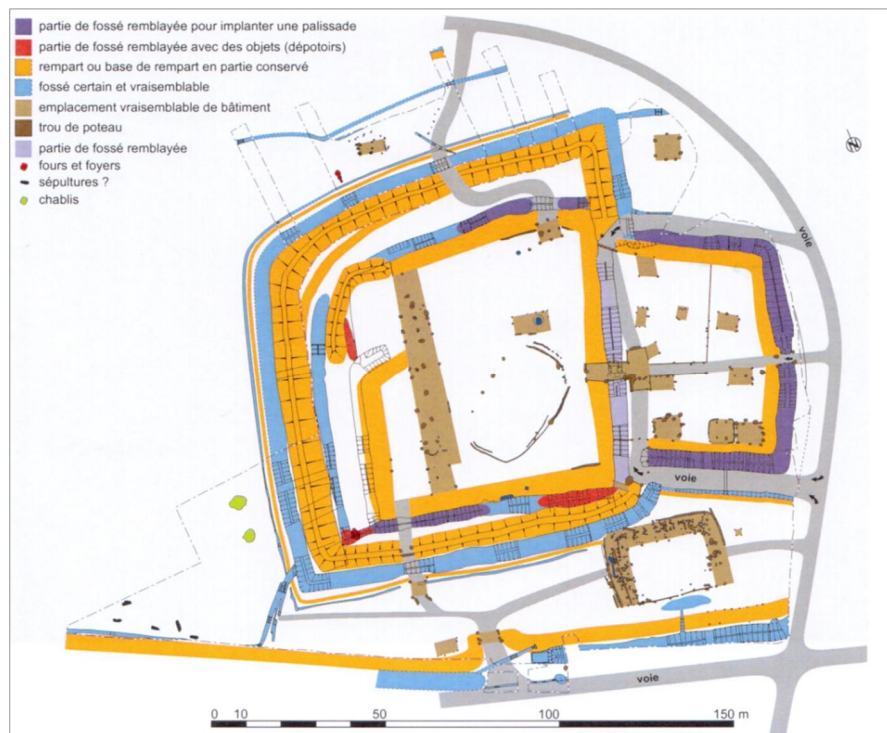 partie de fossé remblayée pour implanter une palissade
partie de fossé remblayée avec des objets (dépotoirs)
rempart ou base de rempart en partie conservé
fossé certain et vraisemblable
emplacement vraisemblable de bâtiment
trou de poteau
partie de fossé remblayée
fours et foyers
sépultures ?
chablis
N
voie
voie
voie
0 10 50 100 150 m